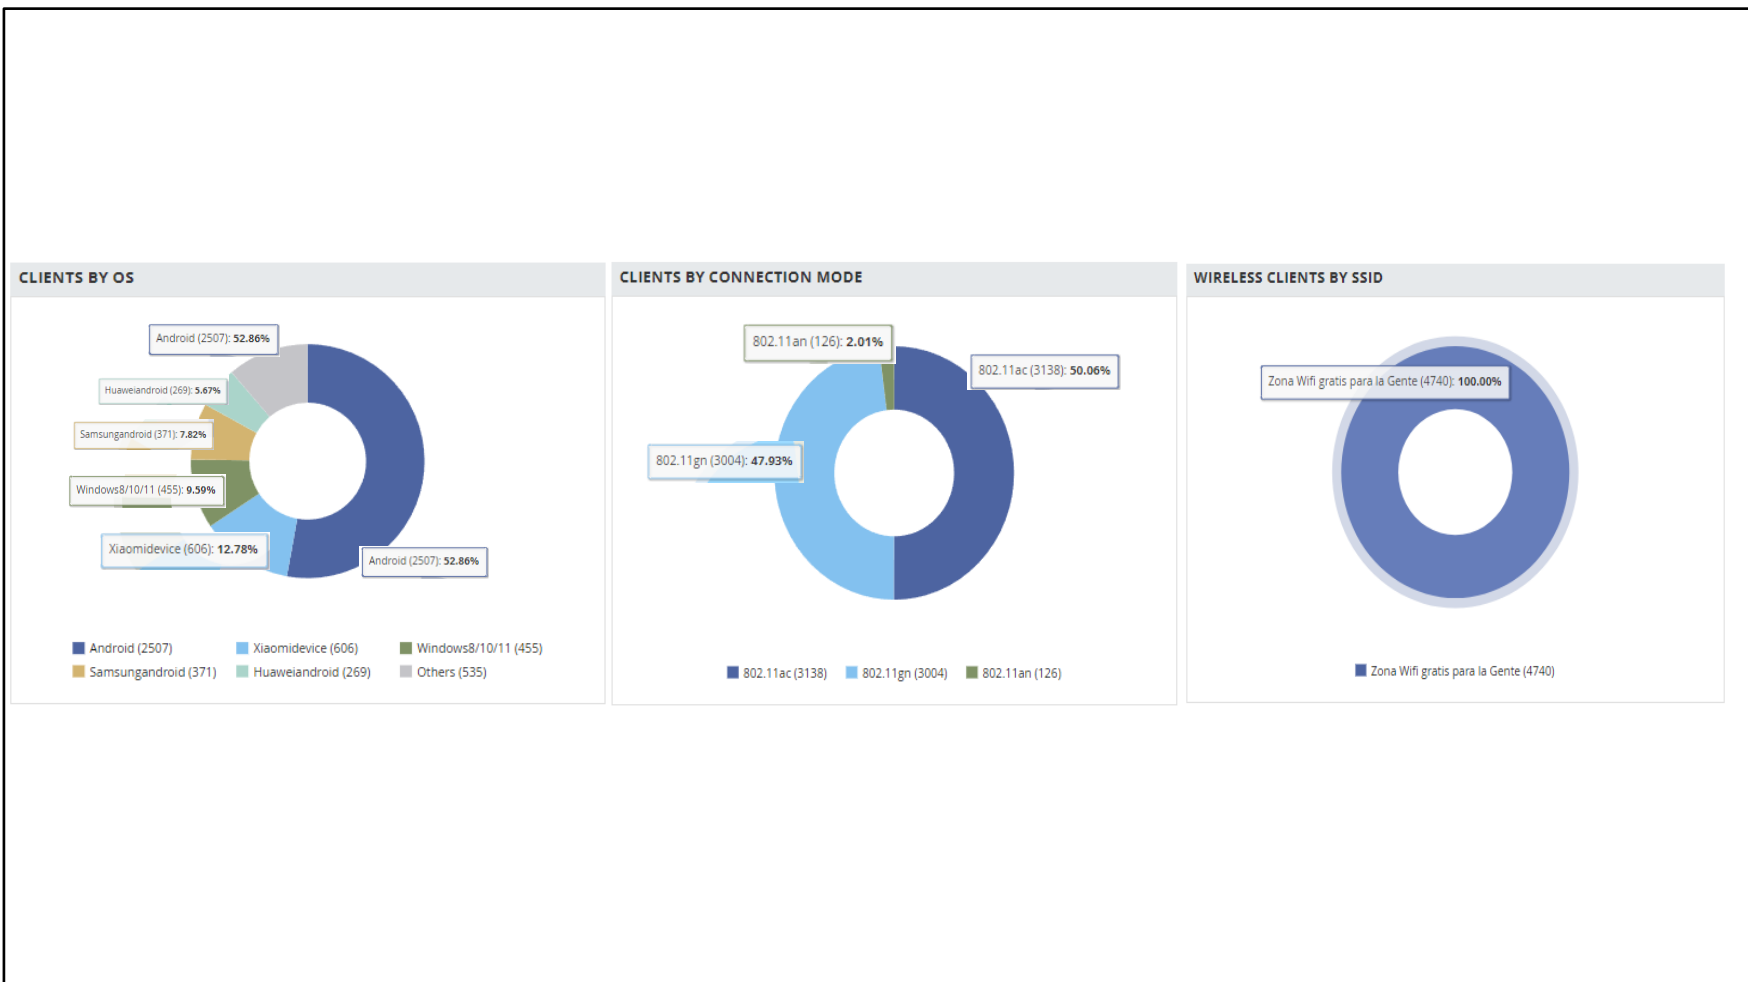 CLIENTS BY OS
Android (2507): 52.86%
Huaweiandroid (269): 5.67%
Samsungandroid (371): 7.82%
Windows8/10/11 (455): 9.59%
Xiaomidevice (606): 12.78%
Android (2507): 52.86%
Android (2507) Xiaomidevice (606) Windows8/10/11 (455)
Samsungandroid (371) Huaweiandroid (269) Others (535)
CLIENTS BY CONNECTION MODE
802.11an (126): 2.01%
802.11ac (3138): 50.06%
802.11gn (3004): 47.93%
802.11ac (3138) 802.11gn (3004) 802.11an (126)
WIRELESS CLIENTS BY SSID
Zona Wifi gratis para la Gente (4740): 100.00%
Zona Wifi gratis para la Gente (4740)